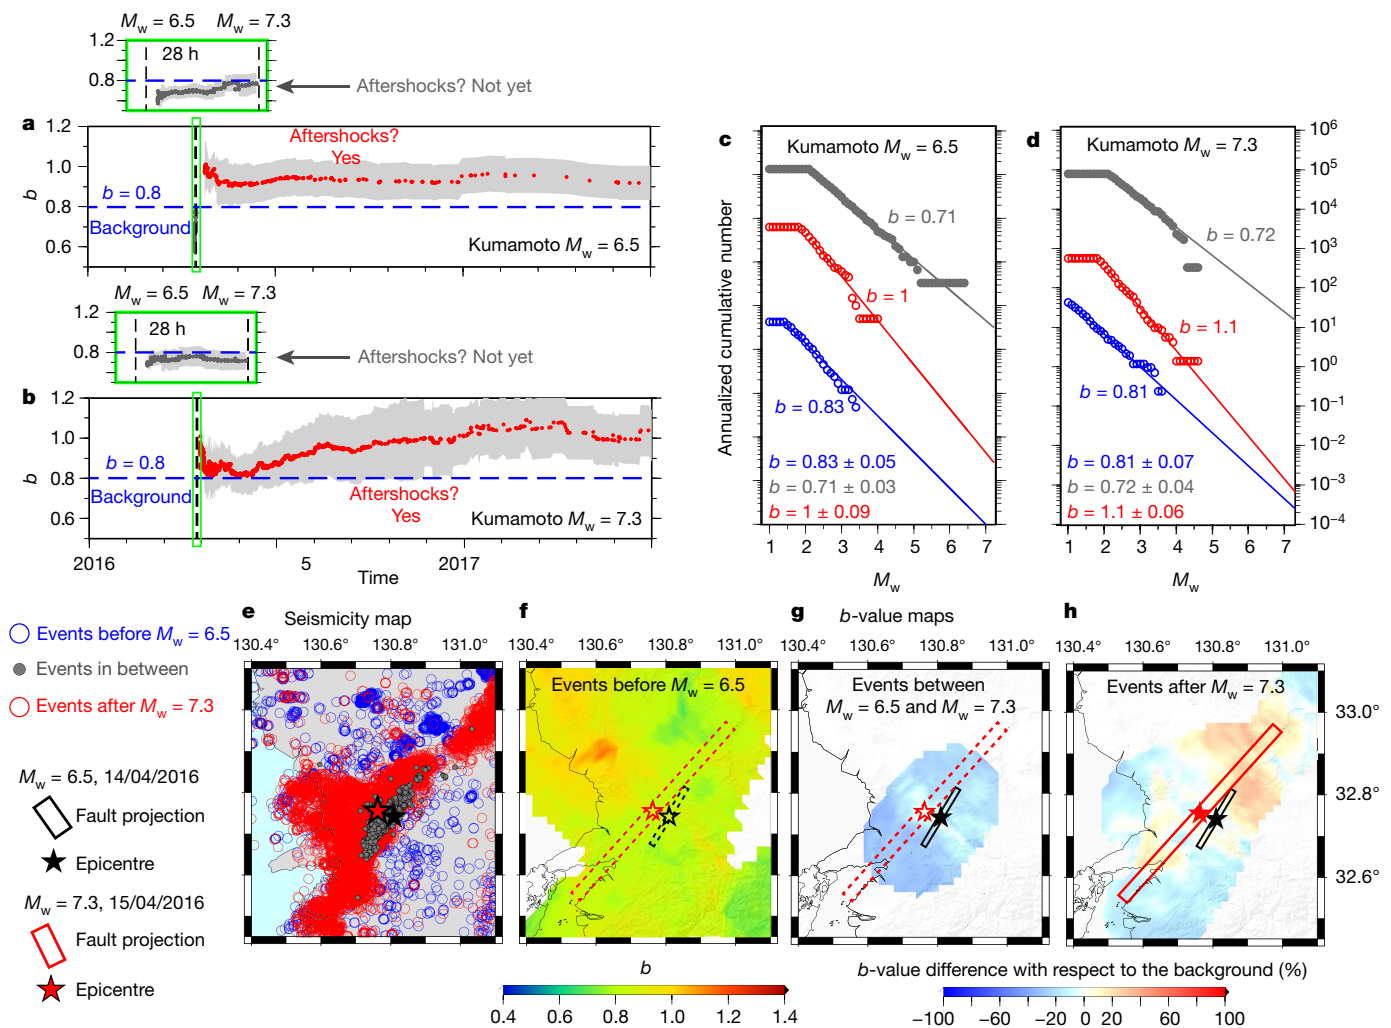 Mw = 6.5 Mw = 7.3
1.2
28 h
0.8
Aftershocks? Not yet
a
1.2
Aftershocks?
Yes
1.0
b = 0.8
b
0.8
Background
0.6
Kumamoto Mw = 6.5
Mw = 6.5 Mw = 7.3
1.2
28 h
0.8
Aftershocks? Not yet
b
1.2
1.0
b = 0.8
b
0.8
Background
Aftershocks?
Yes
0.6
Kumamoto Mw = 7.3
2016 5 2017
Time
c
Kumamoto Mw = 6.5
Annualized cumulative number
b = 0.71
b = 1
b = 0.83
b = 0.83 ± 0.05
b = 0.71 ± 0.03
b = 1 ± 0.09
1 2 3 4 5 6 7
Mw
d
Kumamoto Mw = 7.3
b = 0.72
b = 1.1
b = 0.81
b = 0.81 ± 0.07
b = 0.72 ± 0.04
b = 1.1 ± 0.06
10^6
10^5
10^4
10^3
10^2
10^1
10^0
10^−1
10^−2
10^−3
10^−4
1 2 3 4 5 6 7
Mw
Events before Mw = 6.5
Events in between
Events after Mw = 7.3
Mw = 6.5, 14/04/2016
Fault projection
Epicentre
Mw = 7.3, 15/04/2016
Fault projection
Epicentre
e
Seismicity map
130.4° 130.6° 130.8° 131.0°
f
130.4° 130.6° 130.8° 131.0°
Events before Mw = 6.5
g
b-value maps
130.4° 130.6° 130.8° 131.0°
Events between
Mw = 6.5 and Mw = 7.3
h
130.4° 130.6° 130.8° 131.0°
Events after Mw = 7.3
33.0°
32.8°
32.6°
b
0.4 0.6 0.8 1.0 1.2 1.4
b-value difference with respect to the background (%)
−100 −60 −20 0 20 60 100